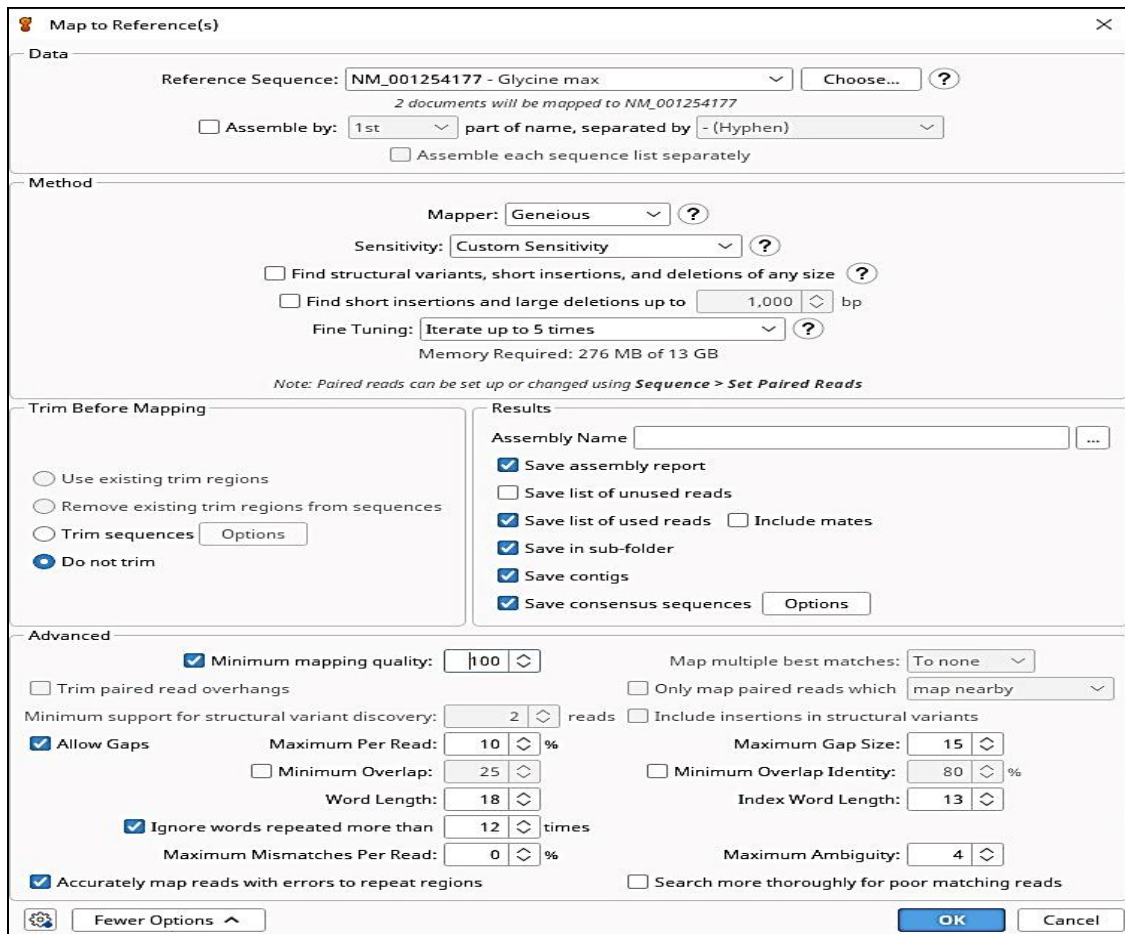 Map to Reference(s)
Data
Reference Sequence: NM_001254177 - Glycine max Choose... ?
2 documents will be mapped to NM_001254177
Assemble by: 1st part of name, separated by - (Hyphen)
Assemble each sequence list separately
Method
Mapper: Geneious ?
Sensitivity: Custom Sensitivity ?
Find structural variants, short insertions, and deletions of any size ?
Find short insertions and large deletions up to 1,000 bp
Fine Tuning: Iterate up to 5 times ?
Memory Required: 276 MB of 13 GB
Note: Paired reads can be set up or changed using Sequence > Set Paired Reads
Trim Before Mapping
Use existing trim regions
Remove existing trim regions from sequences
Trim sequences Options
Do not trim
Results
Assembly Name ...
Save assembly report
Save list of unused reads
Save list of used reads Include mates
Save in sub-folder
Save contigs
Save consensus sequences Options
Advanced
Minimum mapping quality: 100 Map multiple best matches: To none
Trim paired read overhangs Only map paired reads which map nearby
Minimum support for structural variant discovery: 2 reads Include insertions in structural variants
Allow Gaps Maximum Per Read: 10 % Maximum Gap Size: 15
Minimum Overlap: 25 Minimum Overlap Identity: 80 %
Word Length: 18 Index Word Length: 13
Ignore words repeated more than 12 times
Maximum Mismatches Per Read: 0 % Maximum Ambiguity: 4
Accurately map reads with errors to repeat regions Search more thoroughly for poor matching reads
Fewer Options OK Cancel